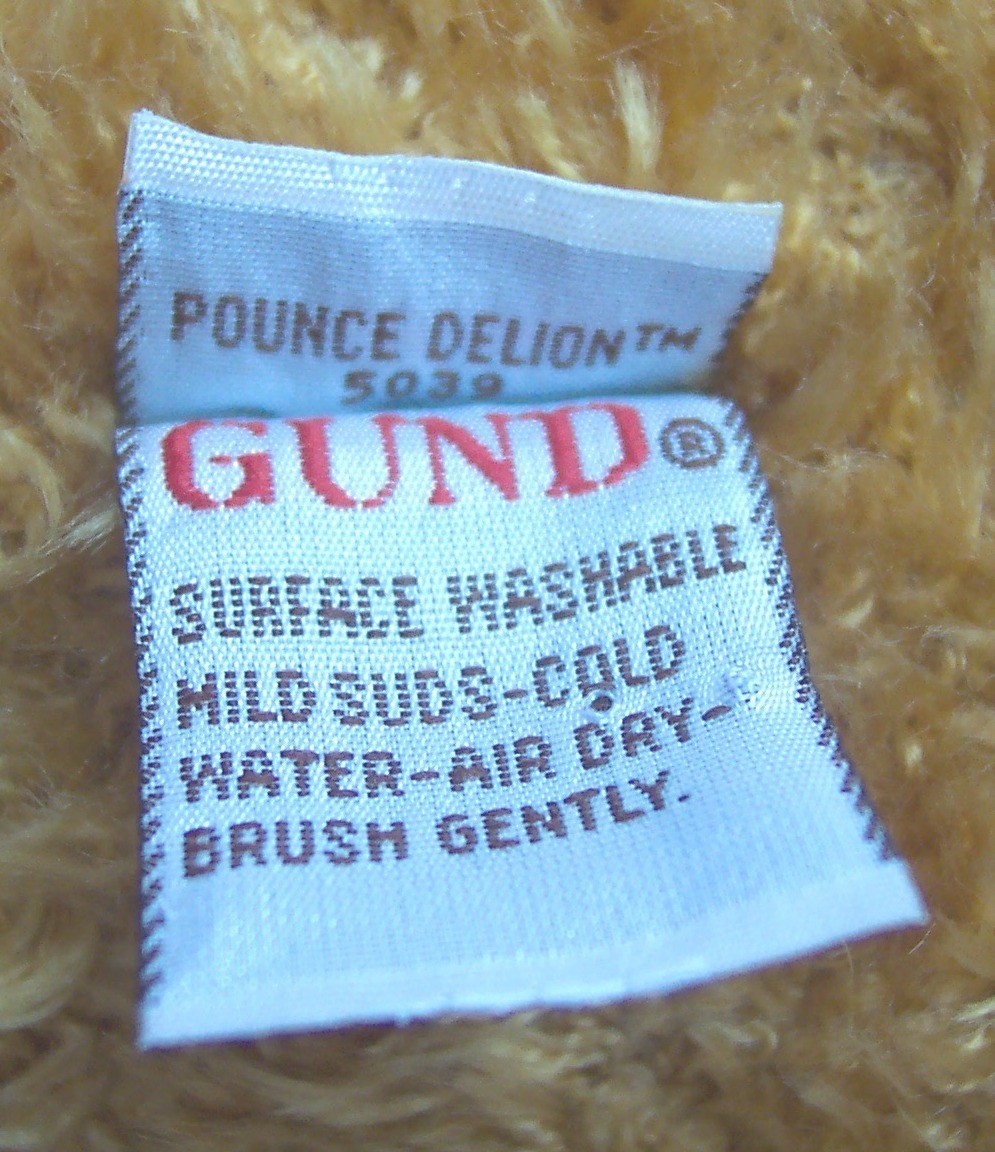 POUNCE DELION™
5039
GUND®
SURFACE WASHABLE
MILD SUDS-COLD
WATER-AIR DRY-
BRUSH GENTLY.